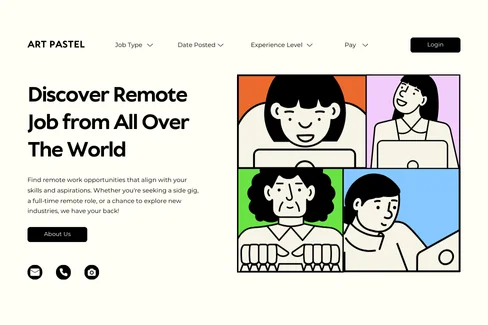 ART PASTEL
Job Type
Date Posted
Experience Level
Pay
Login
Discover Remote
Job from All Over
The World
Find remote work opportunities that align with your
skills and aspirations. Whether you're seeking a side gig,
a full-time remote role, or a chance to explore new
industries, we have your back!
About Us